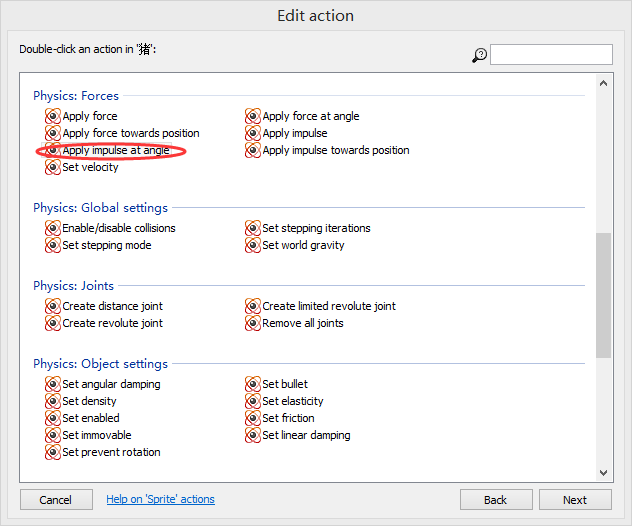 Edit action
Double-click an action in '猪':
Physics: Forces
Apply force
Apply force at angle
Apply force towards position
Apply impulse
Apply impulse at angle
Apply impulse towards position
Set velocity
Physics: Global settings
Enable/disable collisions
Set stepping iterations
Set stepping mode
Set world gravity
Physics: Joints
Create distance joint
Create limited revolute joint
Create revolute joint
Remove all joints
Physics: Object settings
Set angular damping
Set bullet
Set density
Set elasticity
Set enabled
Set friction
Set immovable
Set linear damping
Set prevent rotation
Cancel
Help on 'Sprite' actions
Back
Next